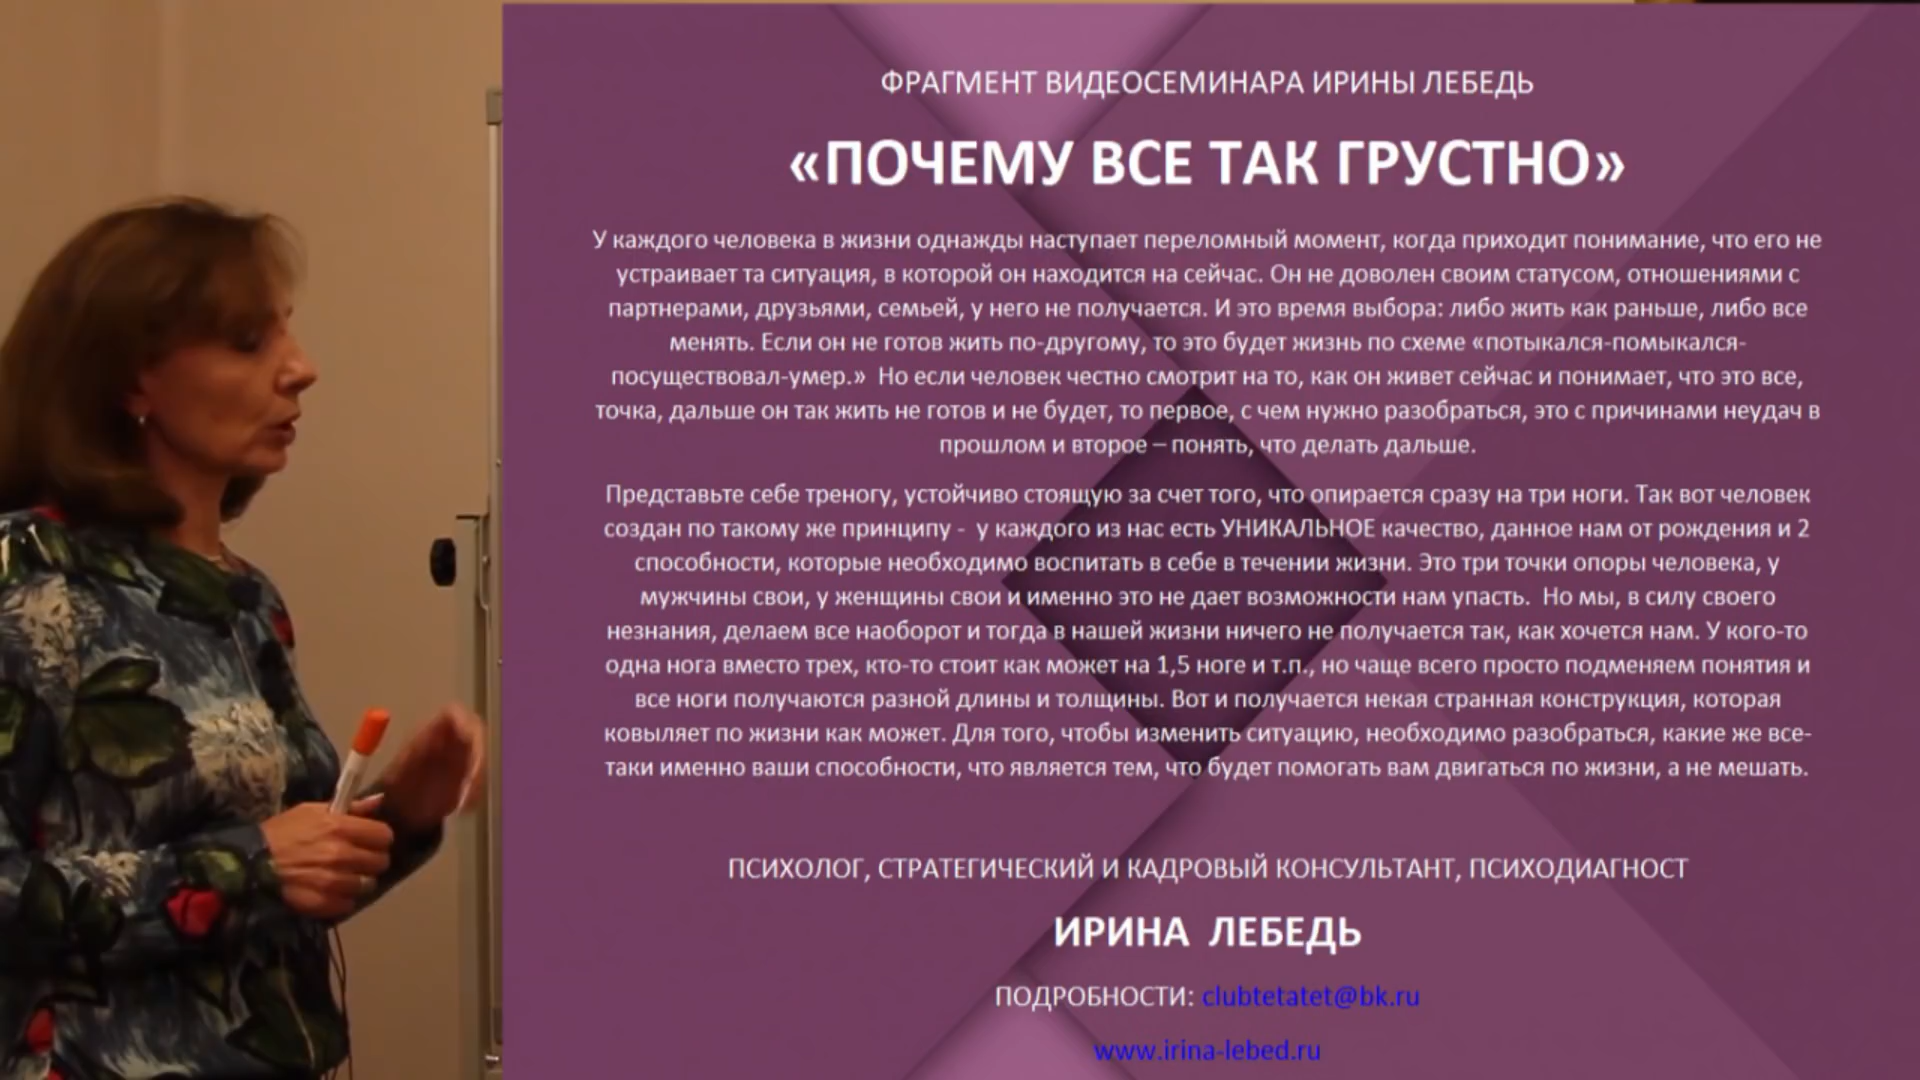 ФРАГМЕНТ ВИДЕОСЕМИНАРА ИРИНЫ ЛЕБЕДЬ
«ПОЧЕМУ ВСЕ ТАК ГРУСТНО»
У каждого человека в жизни однажды наступает переломный момент, когда приходит понимание, что его не
устраивает та ситуация, в которой он находится на сейчас. Он не доволен своим статусом, отношениями с
партнерами, друзьями, семьей, у него не получается. И это время выбора: либо жить как раньше, либо все
менять. Если он не готов жить по-другому, то это будет жизнь по схеме «потыкался-помыкался-
посуществовал-умер.» Но если человек честно смотрит на то, как он живет сейчас и понимает, что это все,
точка, дальше он так жить не готов и не будет, то первое, с чем нужно разобраться, это с причинами неудач в
прошлом и второе – понять, что делать дальше.
Представьте себе треногу, устойчиво стоящую за счет того, что опирается сразу на три ноги. Так вот человек
создан по такому же принципу - у каждого из нас есть УНИКАЛЬНОЕ качество, данное нам от рождения и 2
способности, которые необходимо воспитать в себе в течении жизни. Это три точки опоры человека, у
мужчины свои, у женщины свои и именно это не дает возможности нам упасть. Но мы, в силу своего
незнания, делаем все наоборот и тогда в нашей жизни ничего не получается так, как хочется нам. У кого-то
одна нога вместо трех, кто-то стоит как может на 1,5 ноге и т.п., но чаще всего просто подменяем понятия и
все ноги получаются разной длины и толщины. Вот и получается некая странная конструкция, которая
ковыляет по жизни как может. Для того, чтобы изменить ситуацию, необходимо разобраться, какие же все-
таки именно ваши способности, что является тем, что будет помогать вам двигаться по жизни, а не мешать.
ПСИХОЛОГ, СТРАТЕГИЧЕСКИЙ И КАДРОВЫЙ КОНСУЛЬТАНТ, ПСИХОДИАГНОСТ
ИРИНА ЛЕБЕДЬ
ПОДРОБНОСТИ: clubtetatet@bk.ru
www.irina-lebed.ru